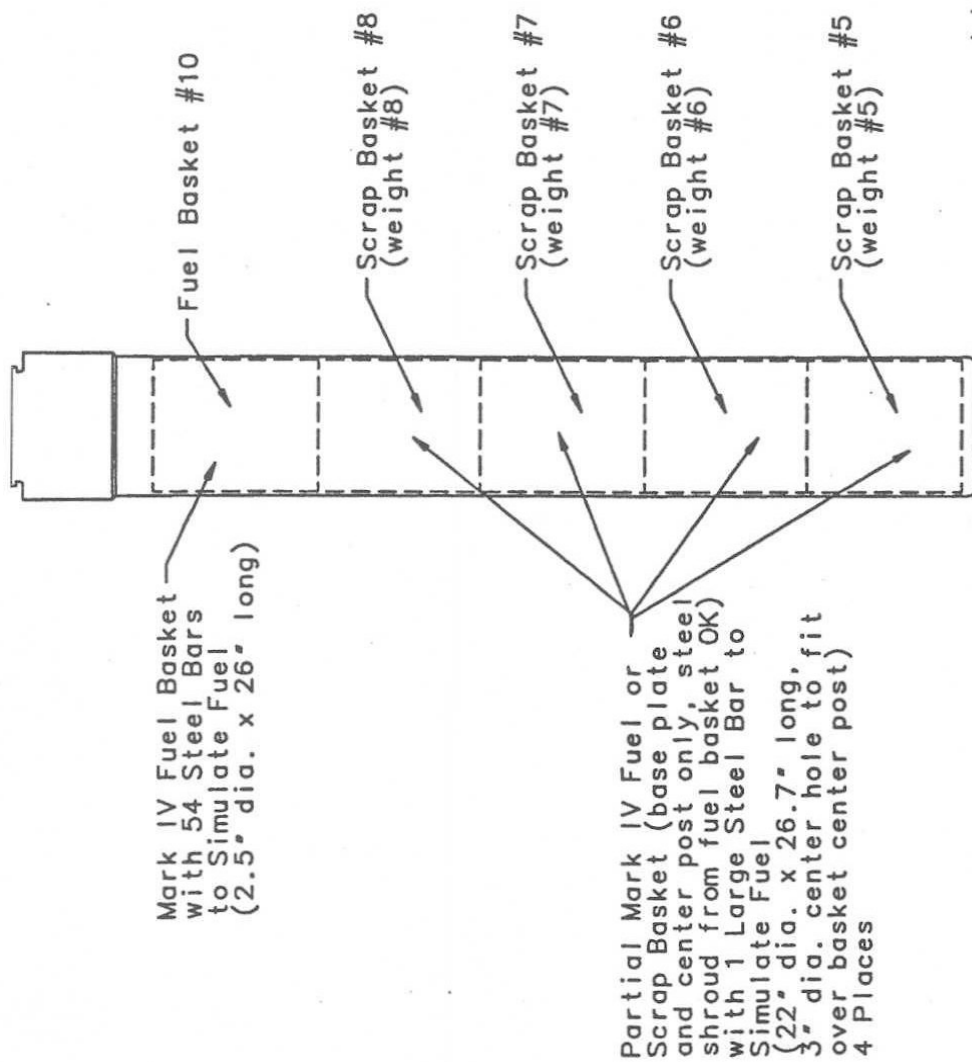 Mark IV Fuel Basket
with 54 Steel Bars
to Simulate Fuel
(2.5" dia. x 26" long)
Fuel Basket #10
Scrap Basket #8
(weight #8)
Scrap Basket #7
(weight #7)
Scrap Basket #6
(weight #6)
Scrap Basket #5
(weight #5)
Partial Mark IV Fuel or
Scrap Basket (base plate
and center post only, steel
shroud from fuel basket OK)
with 1 Large Steel Bar to
Simulate Fuel
(22" dia. x 26.7" long,
3" dia. center hole to fit
over basket center post)
4 Places